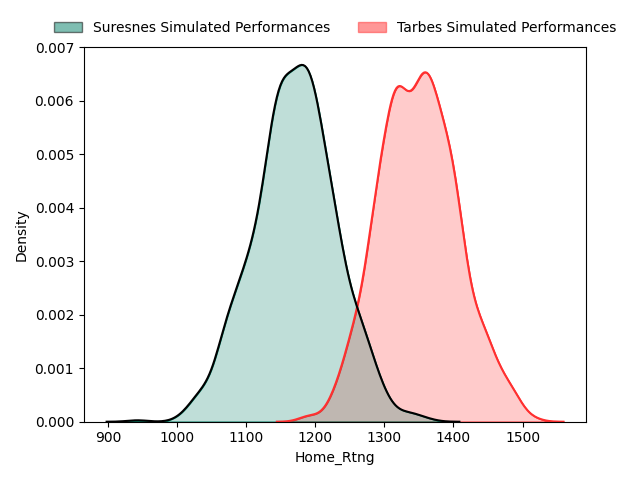 Suresnes Simulated Performances
Tarbes Simulated Performances
0.007
0.006
0.005
0.004
0.003
0.002
0.001
0.000
Density
900 1000 1100 1200 1300 1400 1500
Home_Rtng